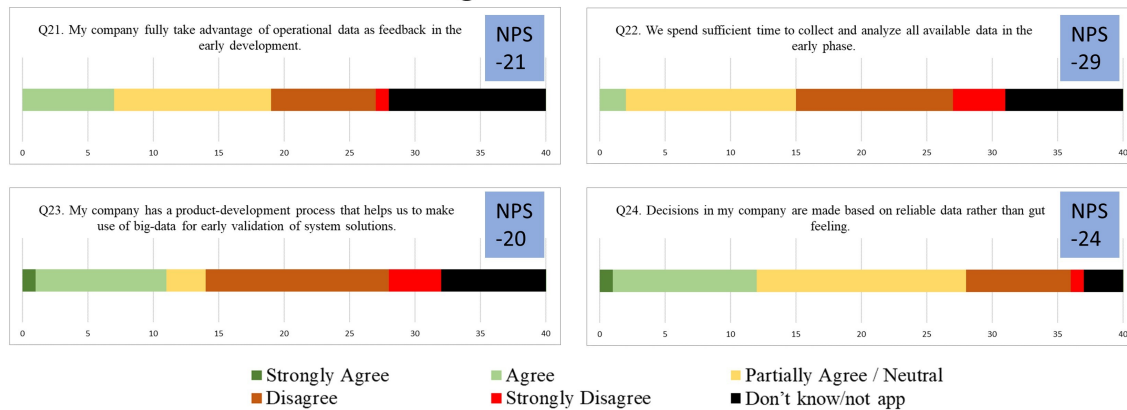 Q21. My company fully take advantage of operational data as feedback in the
early development.
NPS
-21
0 5 10 15 20 25 30 35 40
Q22. We spend sufficient time to collect and analyze all available data in the
early phase.
NPS
-29
0 5 10 15 20 25 30 35 40
Q23. My company has a product-development process that helps us to make
use of big-data for early validation of system solutions.
NPS
-20
0 5 10 15 20 25 30 35 40
Q24. Decisions in my company are made based on reliable data rather than gut
feeling.
NPS
-24
0 5 10 15 20 25 30 35 40
Strongly Agree Agree Partially Agree / Neutral
Disagree Strongly Disagree Don't know/not app